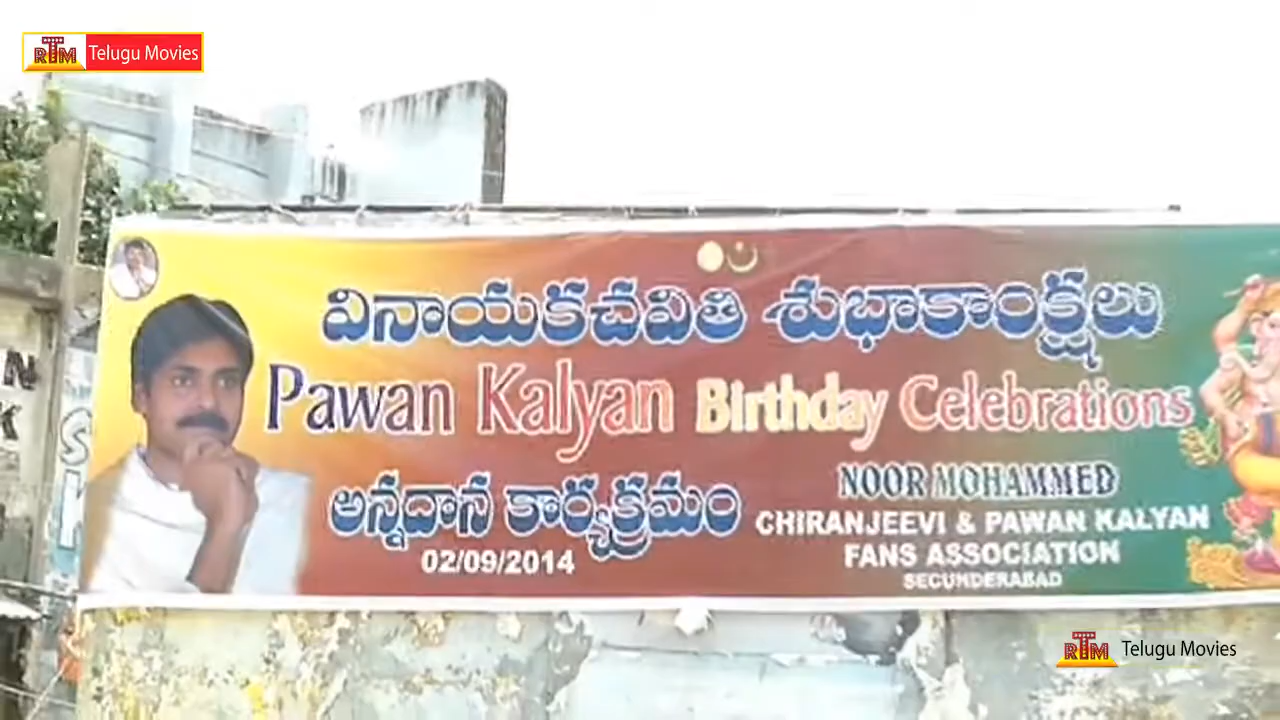 RTM Telugu Movies
వినాయకచవితి శుభాకాంక్షలు
Pawan Kalyan Birthday Celebrations
అన్నదాన కార్యక్రమం
02/09/2014
NOOR MOHAMMED
CHIRANJEEVI & PAWAN KALYAN
FANS ASSOCIATION
SECUNDERABAD
N
K
RTM Telugu Movies